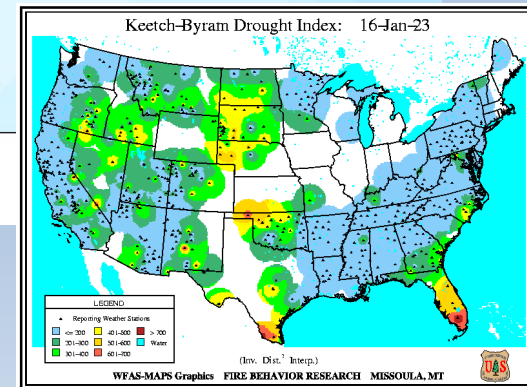 Keetch-Byram Drought Index: 16-Jan-23
LEGEND
Reporting Weather Stations
<= 200
201-300
301-400
401-500
501-600
601-700
> 700
Water
(Inv. Dist.² Interp.)
WFAS-MAPS Graphics FIRE BEHAVIOR RESEARCH MISSOULA, MT
UAS